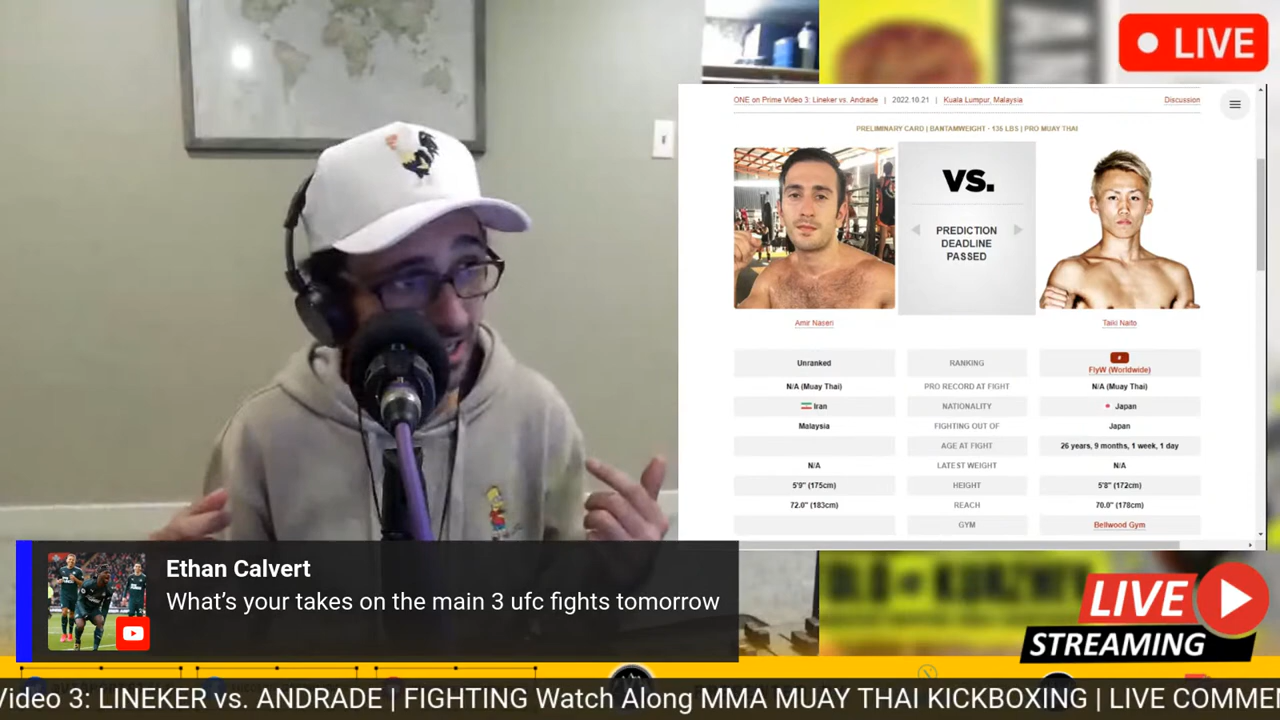 LIVE
ONE on Prime Video 3: Lineker vs. Andrade | 2022.10.21 | Kuala Lumpur, Malaysia
Discussion
PRELIMINARY CARD | BANTAMWEIGHT · 135 LBS | PRO MUAY THAI
VS.
PREDICTION
DEADLINE
PASSED
Amir Naseri
Taiki Naito
Unranked RANKING FlyW (Worldwide)
N/A (Muay Thai) PRO RECORD AT FIGHT N/A (Muay Thai)
Iran NATIONALITY Japan
Malaysia FIGHTING OUT OF Japan
AGE AT FIGHT 26 years, 9 months, 1 week, 1 day
N/A LATEST WEIGHT N/A
5'9" (175cm) HEIGHT 5'8" (172cm)
72.0" (183cm) REACH 70.0" (178cm)
GYM Bellwood Gym
Ethan Calvert
What's your takes on the main 3 ufc fights tomorrow
LIVE
STREAMING
Video 3: LINEKER vs. ANDRADE | FIGHTING Watch Along MMA MUAY THAI KICKBOXING | LIVE COMME